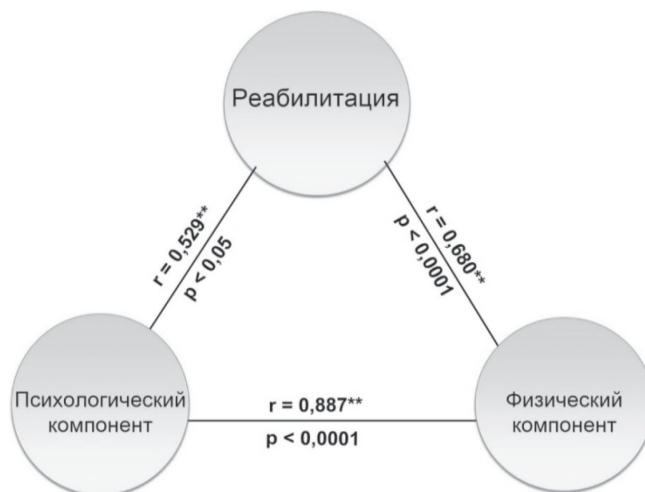 Реабилитация
r = 0,529**
p < 0,05
r = 0,680**
p < 0,0001
Психологический
компонент
r = 0,887**
p < 0,0001
Физический
компонент